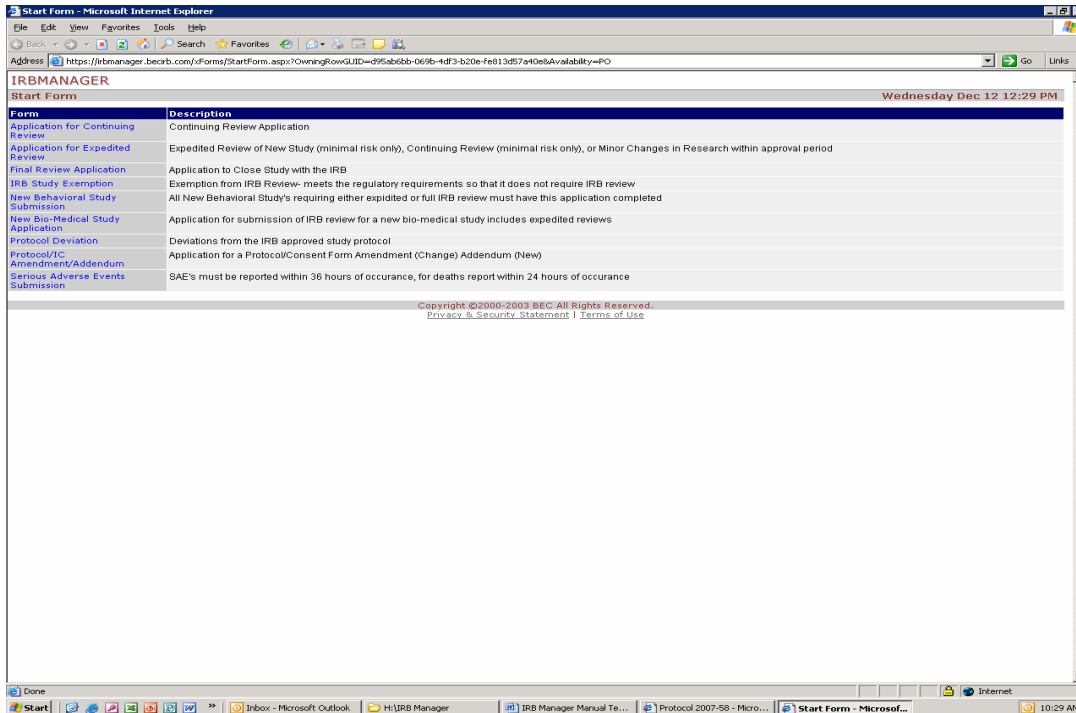 Start Form - Microsoft Internet Explorer
File Edit View Favorites Tools Help
Back Search Favorites
Address https://irbmanager.becirb.com/xForms/StartForm.aspx?OwningRowGUID=d95ab6bb-069b-4df3-b20e-fe813d57a40e&Availability=PO Go Links
IRBMANAGER
Start Form Wednesday Dec 12 12:29 PM
Form Description
Application for Continuing Continuing Review Application
Review
Application for Expedited Expedited Review of New Study (minimal risk only), Continuing Review (minimal risk only), or Minor Changes in Research within approval period
Review
Final Review Application Application to Close Study with the IRB
IRB Study Exemption Exemption from IRB Review- meets the regulatory requirements so that it does not require IRB review
New Behavioral Study All New Behavioral Study's requiring either expidited or full IRB review must have this application completed
Submission
New Bio-Medical Study Application for submission of IRB review for a new bio-medical study includes expedited reviews
Application
Protocol Deviation Deviations from the IRB approved study protocol
Protocol/IC Application for a Protocol/Consent Form Amendment (Change) Addendum (New)
Amendment/Addendum
Serious Adverse Events SAE's must be reported within 36 hours of occurance, for deaths report within 24 hours of occurance
Submission
Copyright ©2000-2003 BEC All Rights Reserved.
Privacy & Security Statement | Terms of Use
Done Internet
Start » Inbox - Microsoft Outlook H:\IRB Manager IRB Manager Manual Te... Protocol 2007-58 - Micro... Start Form - Microsof... 10:29 AM